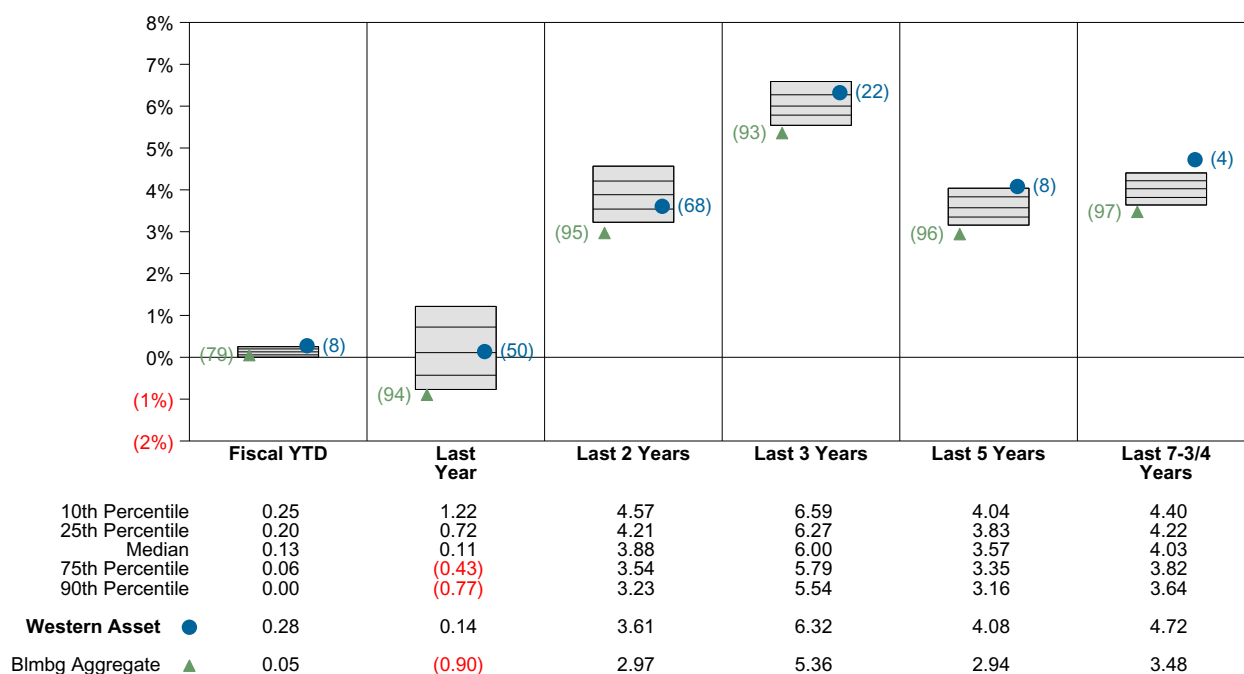 8%
7%
6%
5%
4%
3%
2%
1%
0%
(1%)
(2%)
(79) (8)
(94) (50)
(95) (68)
(93) (22)
(96) (8)
(97) (4)
Fiscal YTD Last Year Last 2 Years Last 3 Years Last 5 Years Last 7-3/4 Years
10th Percentile 0.25 1.22 4.57 6.59 4.04 4.40
25th Percentile 0.20 0.72 4.21 6.27 3.83 4.22
Median 0.13 0.11 3.88 6.00 3.57 4.03
75th Percentile 0.06 (0.43) 3.54 5.79 3.35 3.82
90th Percentile 0.00 (0.77) 3.23 5.54 3.16 3.64
Western Asset 0.28 0.14 3.61 6.32 4.08 4.72
Blmbg Aggregate 0.05 (0.90) 2.97 5.36 2.94 3.48